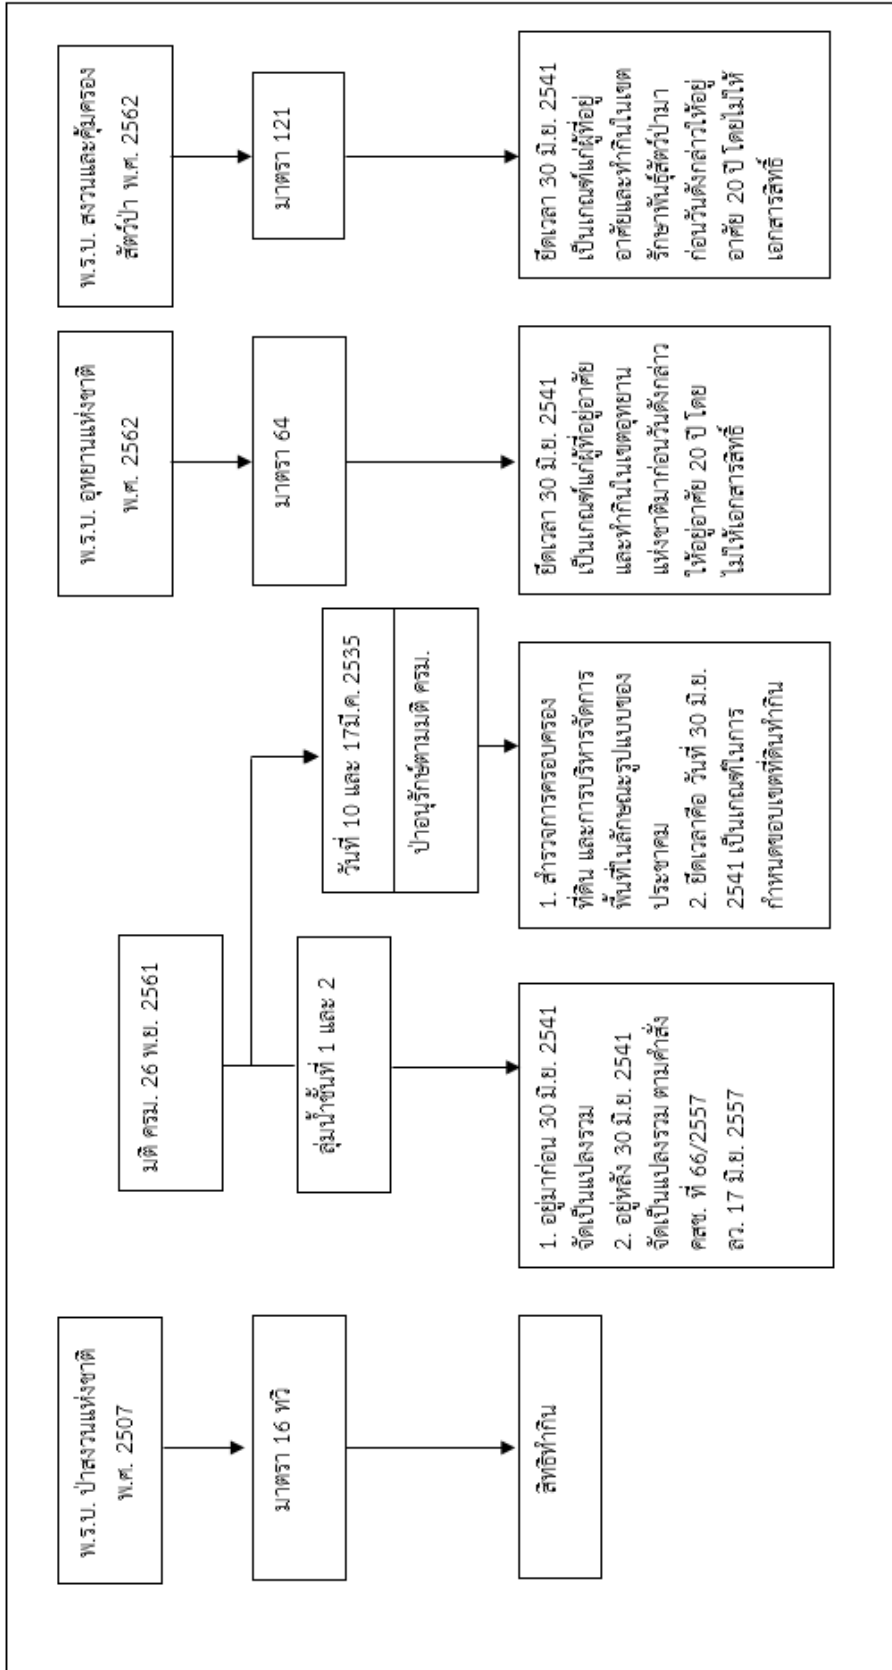 พ.ร.บ. ป่าสงวนแห่งชาติ
พ.ศ. 2507
มาตรา 16 ทวิ
สิทธิทำกิน
มติ ครม. 26 พ.ย. 2561
ลุ่มน้ำชั้นที่ 1 และ 2
1. อยู่มาก่อน 30 มิ.ย. 2541
จัดเป็นแปลงรวม
2. อยู่หลัง 30 มิ.ย. 2541
จัดเป็นแปลงรวม ตามคำสั่ง
คสช. ที่ 66/2557
ลว. 17 มิ.ย. 2557
วันที่ 10 และ 17มี.ค. 2535
ป่าอนุรักษ์ตามมติ ครม.
1. สำรวจการครอบครอง
ที่ดิน และการบริหารจัดการ
พื้นที่ในลักษณะรูปแบบของ
ประชาคม
2. ยึดเวลาคือ วันที่ 30 มิ.ย.
2541 เป็นเกณฑ์ในการ
กำหนดขอบเขตที่ดินทำกิน
พ.ร.บ. อุทยานแห่งชาติ
พ.ศ. 2562
มาตรา 64
ยึดเวลา 30 มิ.ย. 2541
เป็นเกณฑ์แก่ผู้ที่อยู่อาศัย
และทำกินในเขตอุทยาน
แห่งชาติมาก่อนวันดังกล่าว
ให้อยู่อาศัย 20 ปี โดย
ไม่ให้เอกสารสิทธิ์
พ.ร.บ. สงวนและคุ้มครอง
สัตว์ป่า พ.ศ. 2562
มาตรา 121
ยึดเวลา 30 มิ.ย. 2541
เป็นเกณฑ์แก่ผู้ที่อยู่
อาศัยและทำกินในเขต
รักษาพันธุ์สัตว์ป่ามา
ก่อนวันดังกล่าวให้อยู่
อาศัย 20 ปี โดยไม่ให้
เอกสารสิทธิ์